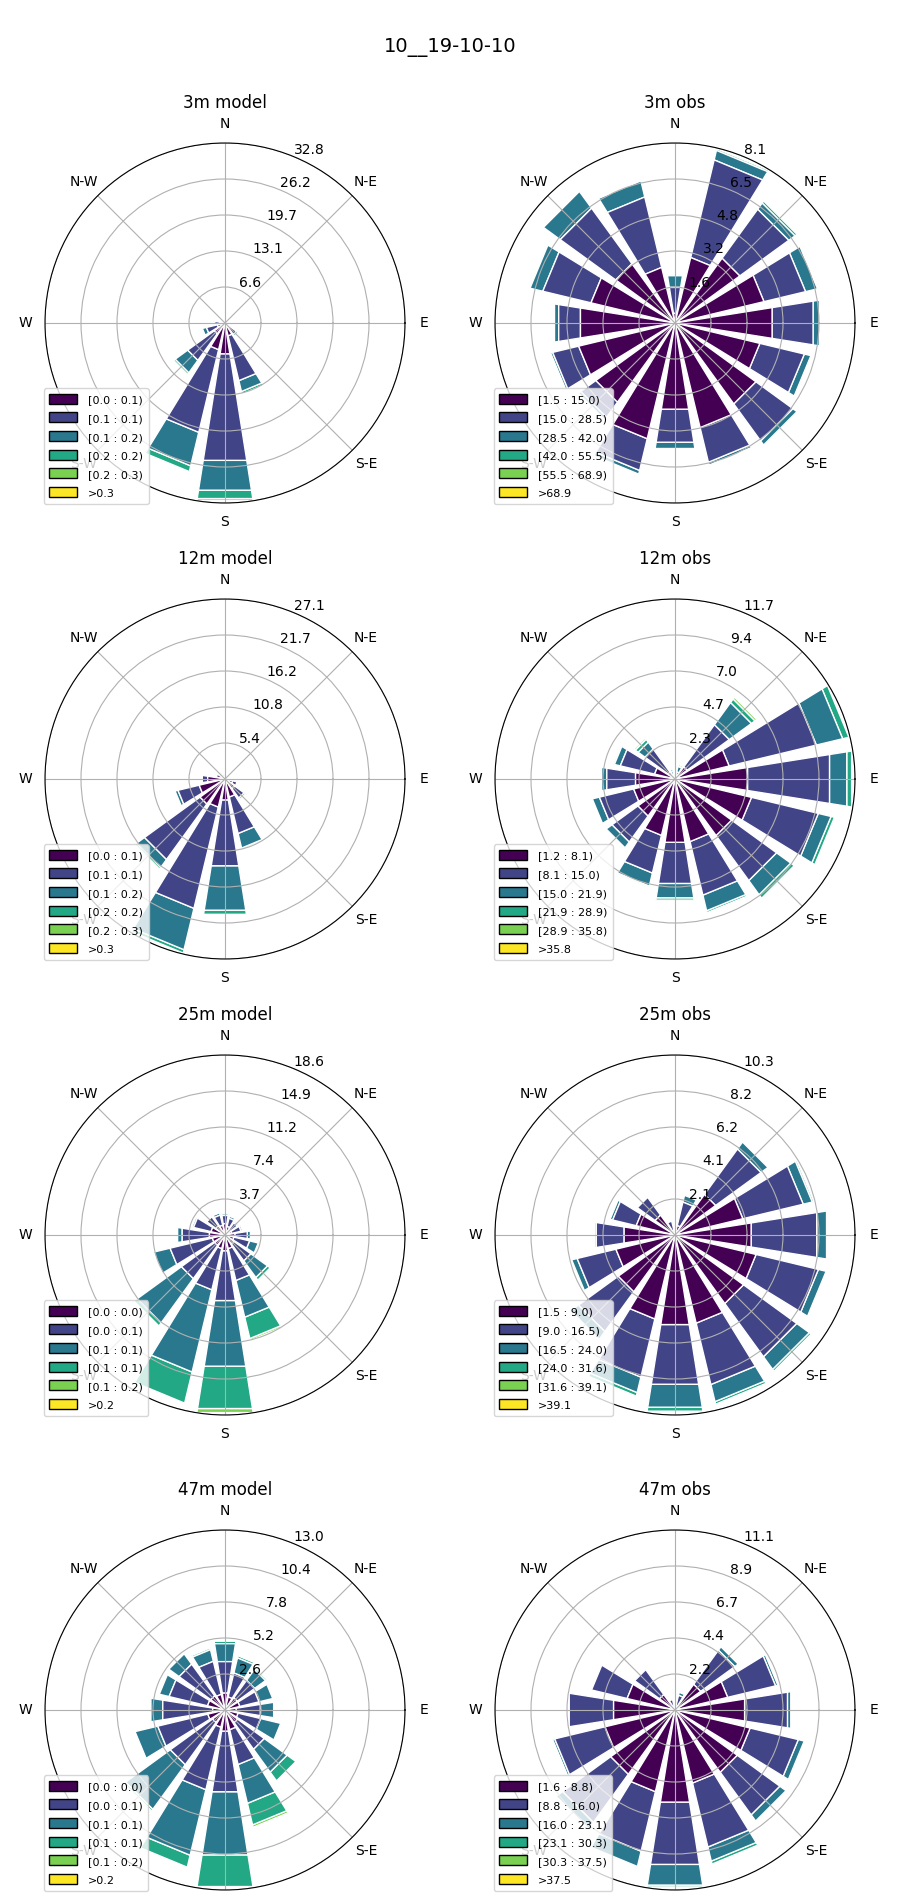 10__19-10-10
3m model
3m obs
N
N
32.8
8.1
N-W
26.2
N-E
N-W
6.5
N-E
19.7
4.8
13.1
3.2
6.6
1.6
W
E
W
E
[0.0 : 0.1)
[0.1 : 0.1)
[0.1 : 0.2)
[0.2 : 0.2)
[0.2 : 0.3)
>0.3
S-W
S-E
S
[1.5 : 15.0)
[15.0 : 28.5)
[28.5 : 42.0)
[42.0 : 55.5)
[55.5 : 68.9)
>68.9
S-W
S-E
S
12m model
12m obs
N
N
27.1
11.7
N-W
21.7
N-E
N-W
9.4
N-E
16.2
7.0
10.8
4.7
5.4
2.3
W
E
W
E
[0.0 : 0.1)
[0.1 : 0.1)
[0.1 : 0.2)
[0.2 : 0.2)
[0.2 : 0.3)
>0.3
S-W
S-E
S
[1.2 : 8.1)
[8.1 : 15.0)
[15.0 : 21.9)
[21.9 : 28.9)
[28.9 : 35.8)
>35.8
S-W
S-E
S
25m model
25m obs
N
N
18.6
10.3
N-W
14.9
N-E
N-W
8.2
N-E
11.2
6.2
7.4
4.1
3.7
2.1
W
E
W
E
[0.0 : 0.0)
[0.0 : 0.1)
[0.1 : 0.1)
[0.1 : 0.1)
[0.1 : 0.2)
>0.2
S-W
S-E
S
[1.5 : 9.0)
[9.0 : 16.5)
[16.5 : 24.0)
[24.0 : 31.6)
[31.6 : 39.1)
>39.1
S-W
S-E
S
47m model
47m obs
N
N
13.0
11.1
N-W
10.4
N-E
N-W
8.9
N-E
7.8
6.7
5.2
4.4
2.6
2.2
W
E
W
E
[0.0 : 0.0)
[0.0 : 0.1)
[0.1 : 0.1)
[0.1 : 0.1)
[0.1 : 0.2)
>0.2
S-W
S-E
[1.6 : 8.8)
[8.8 : 16.0)
[16.0 : 23.1)
[23.1 : 30.3)
[30.3 : 37.5)
>37.5
S-W
S-E